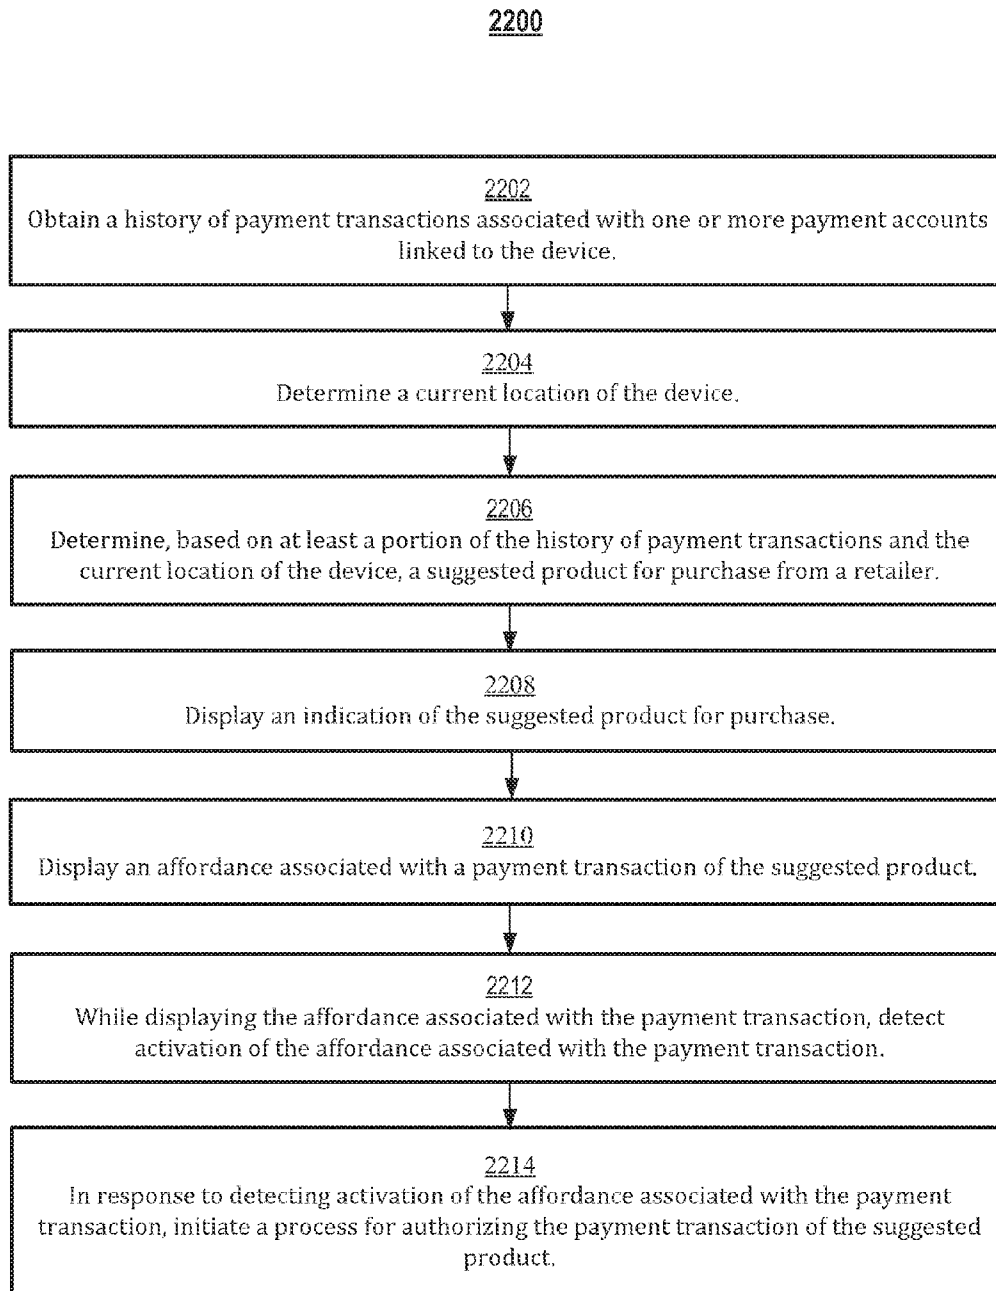 2200
2202
Obtain a history of payment transactions associated with one or more payment accounts
linked to the device.
2204
Determine a current location of the device.
2206
Determine, based on at least a portion of the history of payment transactions and the
current location of the device, a suggested product for purchase from a retailer.
2208
Display an indication of the suggested product for purchase.
2210
Display an affordance associated with a payment transaction of the suggested product.
2212
While displaying the affordance associated with the payment transaction, detect
activation of the affordance associated with the payment transaction.
2214
In response to detecting activation of the affordance associated with the payment
transaction, initiate a process for authorizing the payment transaction of the suggested
product.